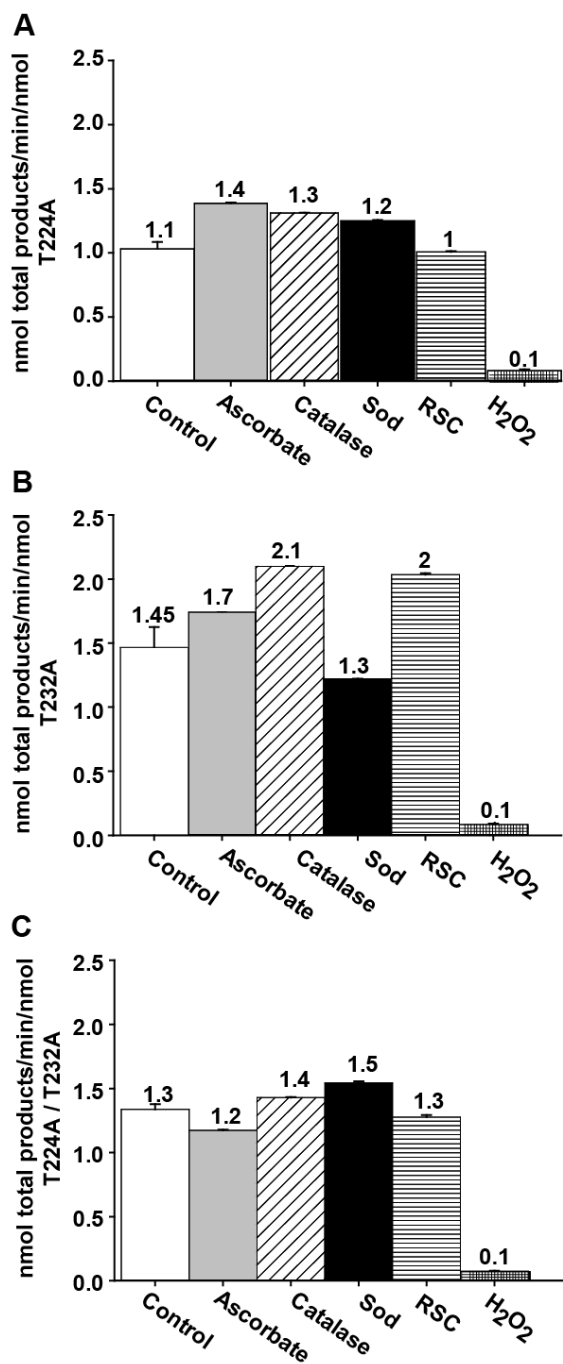 A
nmol total products/min/nmol
T224A
2.5
2.0
1.5
1.0
0.5
0.0
1.1
1.4
1.3
1.2
1
0.1
Control
Ascorbate
Catalase
Sod
RSC
H2O2
B
nmol total products/min/nmol
T232A
2.5
2.0
1.5
1.0
0.5
0.0
1.45
1.7
2.1
1.3
2
0.1
Control
Ascorbate
Catalase
Sod
RSC
H2O2
C
nmol total products/min/nmol
T224A / T232A
2.5
2.0
1.5
1.0
0.5
0.0
1.3
1.2
1.4
1.5
1.3
0.1
Control
Ascorbate
Catalase
Sod
RSC
H2O2